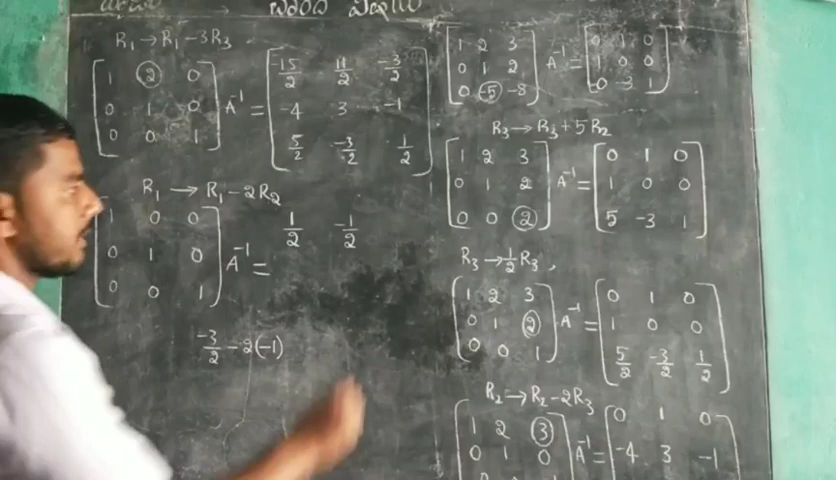 R₁ → R₁ - 3R₃
[1 2 0; 0 1 0; 0 0 1] A⁻¹ = [-15/2 11/2 -3/2; -4 3 -1; 5/2 -3/2 1/2]
R₁ → R₁ - 2R₂
[1 0 0; 0 1 0; 0 0 1] A⁻¹ = 1/2 -1/2
-3/2 - 2(-1)
[1 2 3; 0 1 2; 0 -5 -8] A⁻¹ = [0 1 0; 1 0 0; 0 -3 1]
R₃ → R₃ + 5R₂
[1 2 3; 0 1 2; 0 0 2] A⁻¹ = [0 1 0; 1 0 0; 5 -3 1]
R₃ → 1/2 R₃,
[1 2 3; 0 1 2; 0 0 1] A⁻¹ = [0 1 0; 1 0 0; 5/2 -3/2 1/2]
R₂ → R₂ - 2R₃
[1 2 3; 0 1 0; A⁻¹ = [0 1 0; -4 3 -1